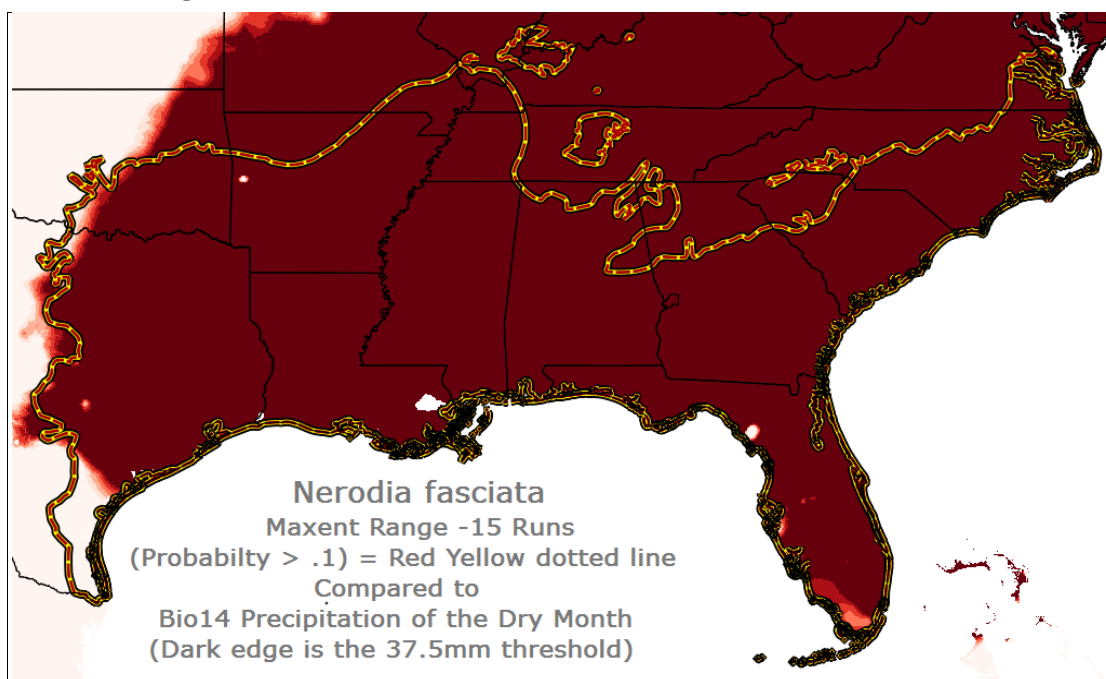 Nerodia fasciata
Maxent Range -15 Runs
(Probabilty > .1) = Red Yellow dotted line
Compared to
Bio14 Precipitation of the Dry Month
(Dark edge is the 37.5mm threshold)